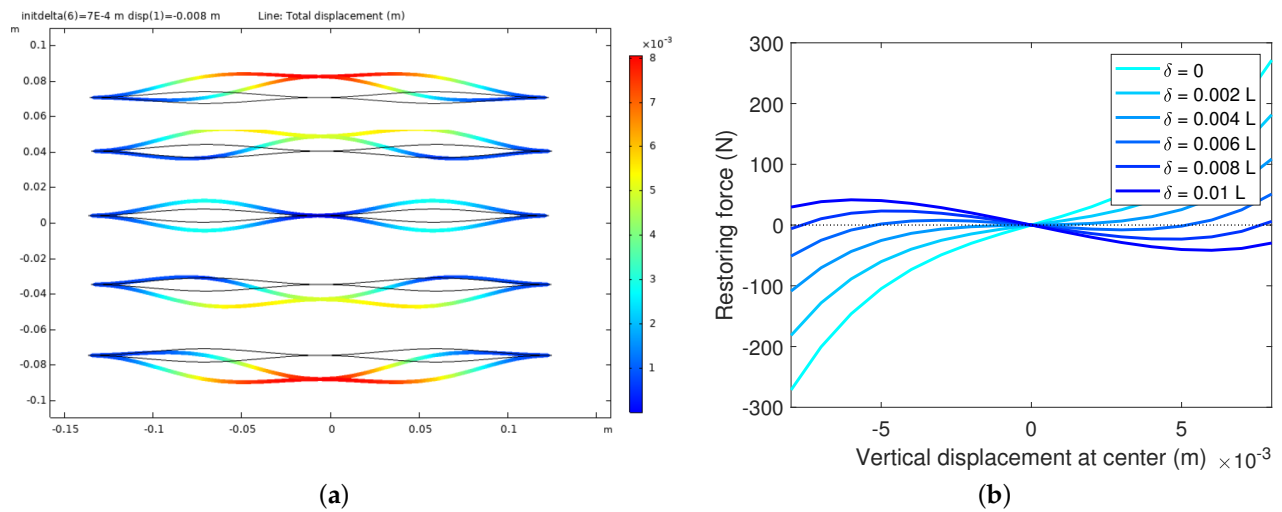 initdelta(6)=7E-4 m disp(1)=-0.008 m Line: Total displacement (m)
m
0.1
0.08
0.06
0.04
0.02
0
-0.02
-0.04
-0.06
-0.08
-0.1
-0.15 -0.1 -0.05 0 0.05 0.1 m
×10⁻³
8
7
6
5
4
3
2
1
(a)
300
200
100
0
-100
-200
-300
Restoring force (N)
δ = 0
δ = 0.002 L
δ = 0.004 L
δ = 0.006 L
δ = 0.008 L
δ = 0.01 L
-5 0 5
Vertical displacement at center (m) ×10⁻³
(b)